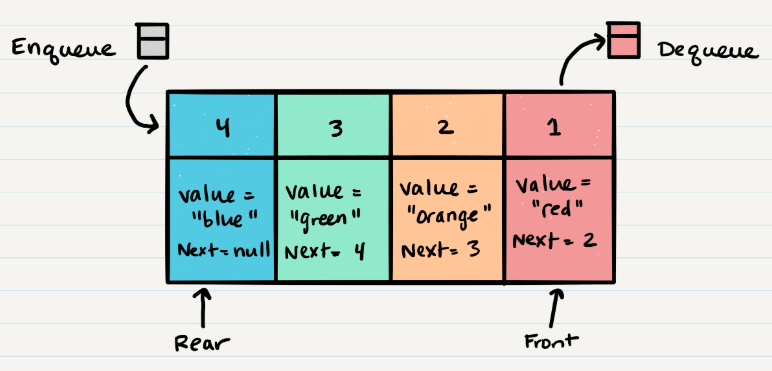 Enqueue
Dequeue
4
3
2
1
value =
"blue"
Next=null
value =
"green"
Next= 4
value =
"orange"
Next= 3
value =
"red"
Next= 2
Rear
Front